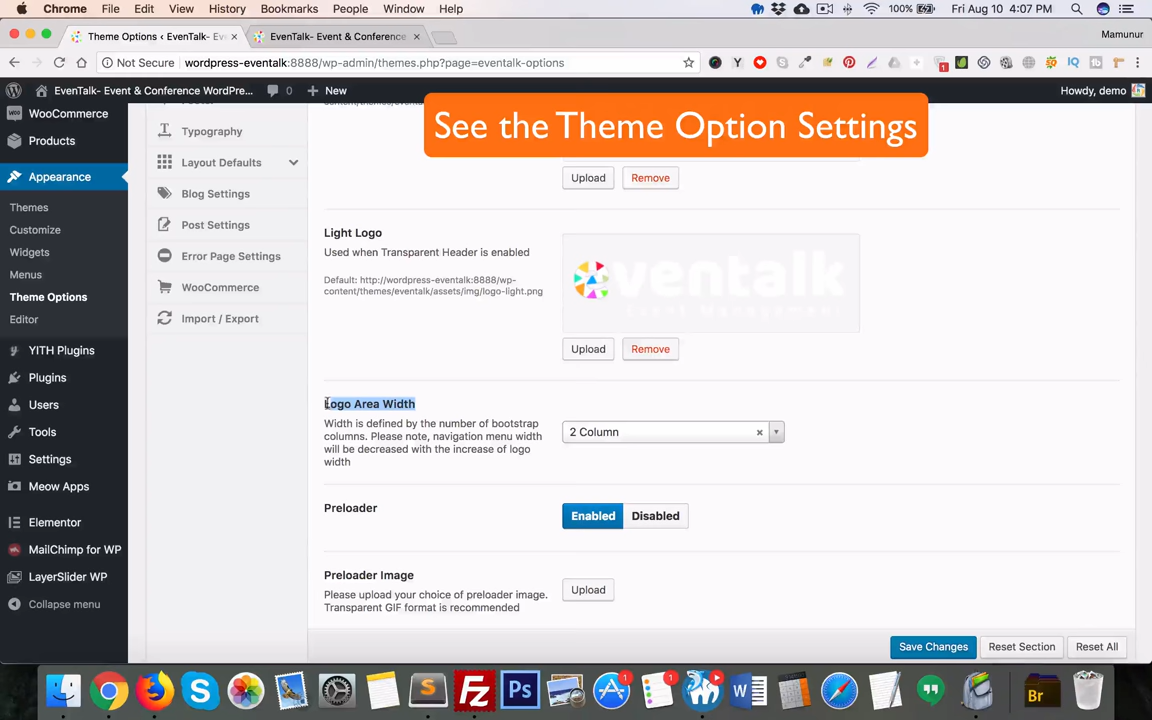 Chrome File Edit View History Bookmarks People Window Help 100% Fri Aug 10 4:07 PM
Theme Options ‹ EvenTalk- EventTalk- Event & Conference Mamunur
Not Secure wordpress-eventalk:8888/wp-admin/themes.php?page=eventalk-options
EvenTalk- Event & Conference WordPre... 0 New Howdy, demo
See the Theme Option Settings
WooCommerce
Products
Appearance
Themes
Customize
Widgets
Menus
Theme Options
Editor
YITH Plugins
Plugins
Users
Tools
Settings
Meow Apps
Elementor
MailChimp for WP
LayerSlider WP
Collapse menu
Typography
Layout Defaults
Blog Settings
Post Settings
Error Page Settings
WooCommerce
Import / Export
Upload Remove
Light Logo
Used when Transparent Header is enabled
Default: http://wordpress-eventalk:8888/wp-
content/themes/eventalk/assets/img/logo-light.png
eventalk
Event Management
Upload Remove
Logo Area Width
Width is defined by the number of bootstrap
columns. Please note, navigation menu width
will be decreased with the increase of logo
width
2 Column
Preloader
Enabled Disabled
Preloader Image
Please upload your choice of preloader image.
Transparent GIF format is recommended
Upload
Save Changes Reset Section Reset All